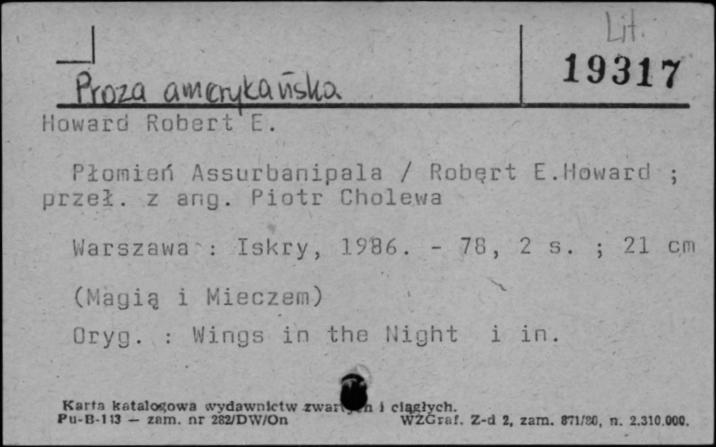 Lit.
19317
Proza amerykańska
Howard Robert E.
Płomień Assurbanipala / Robert E.Howard ;
przeł. z ang. Piotr Cholewa
Warszawa : Iskry, 1986. - 78, 2 s. ; 21 cm
(Magią i Mieczem)
Oryg. : Wings in the Night i in.
Karta katalogowa wydawnictw zwartych i ciągłych.
Pu-B-113 — zam. nr 282/DW/On WZGraf. Z-d 2, zam. 871/80, n. 2.310.000.